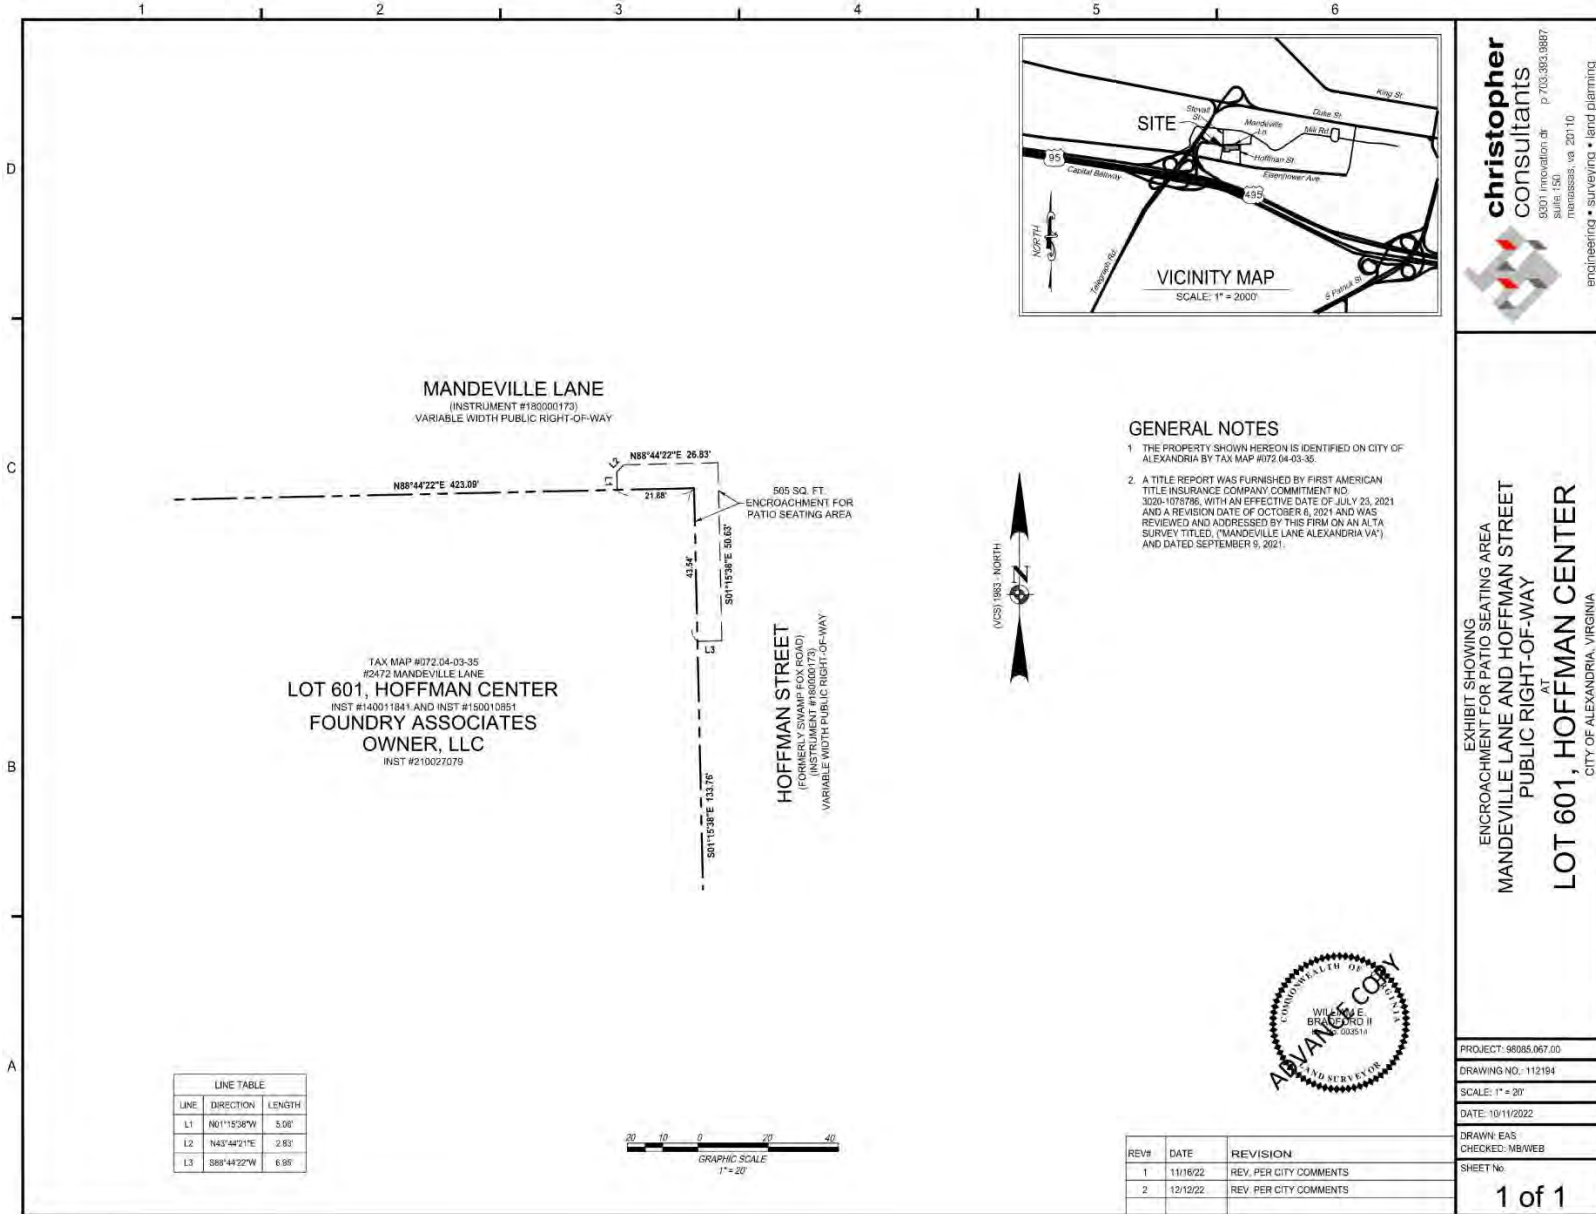 1 2 3 4 5 6
D
C
B
A
christopher
consultants
9301 innovation dr p 703.393.9887
suite 150
manassas, va 20110
engineering • surveying • land planning
SITE
Stovall
St.
Mandeville
Ln.
Mill Rd.
Duke St.
King St.
Hoffman St.
Eisenhower Ave.
95
Capital Beltway
495
Telegraph Rd.
S Patrick St
NORTH
VICINITY MAP
SCALE: 1" = 2000'
MANDEVILLE LANE
(INSTRUMENT #180000173)
VARIABLE WIDTH PUBLIC RIGHT-OF-WAY
N88°44'22"E 423.09'
L2
L1
N88°44'22"E 26.83'
21.88'
505 SQ. FT.
ENCROACHMENT FOR
PATIO SEATING AREA
43.54'
S01°15'38"E 50.63'
L3
S01°15'38"E 133.76'
HOFFMAN STREET
(FORMERLY SWAMP FOX ROAD)
(INSTRUMENT #180000173)
VARIABLE WIDTH PUBLIC RIGHT-OF-WAY
TAX MAP #072.04-03-35
#2472 MANDEVILLE LANE
LOT 601, HOFFMAN CENTER
INST #140011841 AND INST #150010851
FOUNDRY ASSOCIATES
OWNER, LLC
INST #210027079
GENERAL NOTES
1 THE PROPERTY SHOWN HEREON IS IDENTIFIED ON CITY OF
ALEXANDRIA BY TAX MAP #072.04-03-35.
2. A TITLE REPORT WAS FURNISHED BY FIRST AMERICAN
TITLE INSURANCE COMPANY, COMMITMENT NO.
3020-1078786, WITH AN EFFECTIVE DATE OF JULY 23, 2021
AND A REVISION DATE OF OCTOBER 6, 2021 AND WAS
REVIEWED AND ADDRESSED BY THIS FIRM ON AN ALTA
SURVEY TITLED, ("MANDEVILLE LANE ALEXANDRIA VA")
AND DATED SEPTEMBER 9, 2021.
(VCS) 1983 - NORTH
N
EXHIBIT SHOWING
ENCROACHMENT FOR PATIO SEATING AREA
MANDEVILLE LANE AND HOFFMAN STREET
PUBLIC RIGHT-OF-WAY
AT
LOT 601, HOFFMAN CENTER
CITY OF ALEXANDRIA, VIRGINIA
COMMONWEALTH OF VIRGINIA
WILLIAM E.
BRADFORD II
003514
LAND SURVEYOR
ADVANCE COPY
LINE TABLE
LINE DIRECTION LENGTH
L1 N01°15'38"W 5.06'
L2 N43°44'21"E 2.83'
L3 S88°44'22"W 6.95'
20 10 0 20 40
GRAPHIC SCALE
1" = 20'
REV# DATE REVISION
1 11/16/22 REV. PER CITY COMMENTS
2 12/12/22 REV. PER CITY COMMENTS
PROJECT: 98085.067.00
DRAWING NO.: 112194
SCALE: 1" = 20'
DATE: 10/11/2022
DRAWN: EAS
CHECKED: MB/WEB
SHEET No.
1 of 1